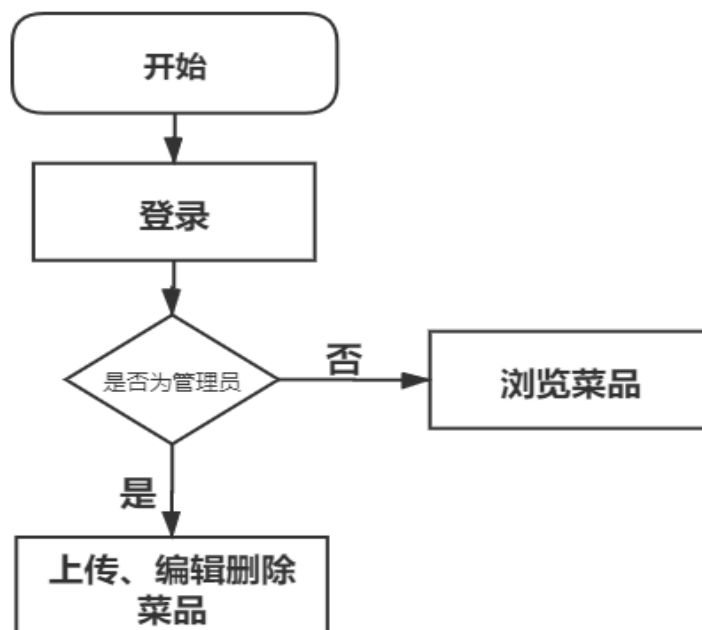 开始
登录
是否为管理员
否
浏览菜品
是
上传、编辑删除
菜品